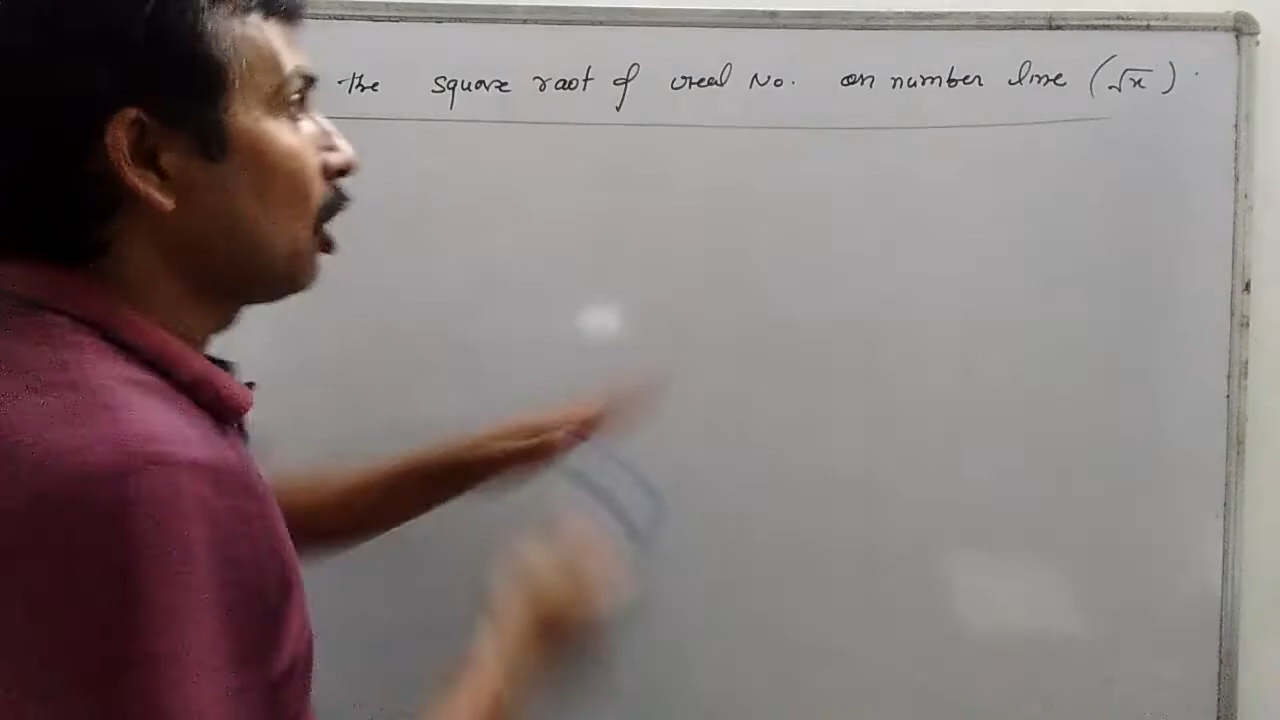 the square root of real No. on number line (√x)